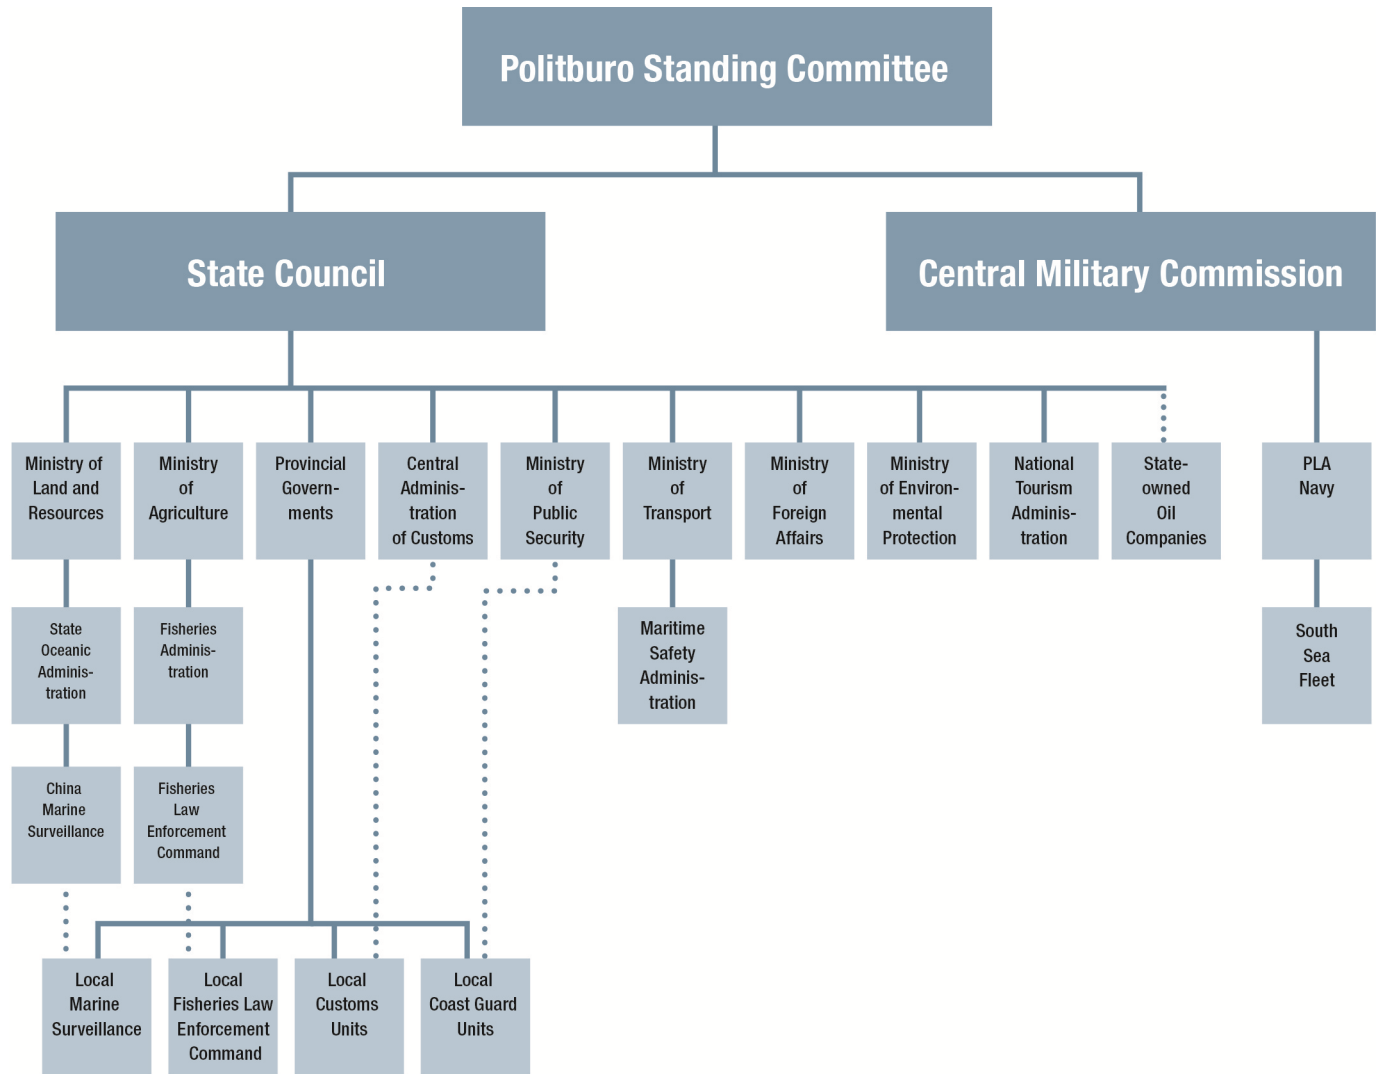 Politburo Standing Committee
State Council
Central Military Commission
Ministry of
Land and
Resources
Ministry
of
Agriculture
Provincial
Govern-
ments
Central
Adminis-
tration
of Customs
Ministry
of
Public
Security
Ministry
of
Transport
Ministry
of
Foreign
Affairs
Ministry
of Environ-
mental
Protection
National
Tourism
Adminis-
tration
State-
owned
Oil
Companies
PLA
Navy
State
Oceanic
Adminis-
tration
Fisheries
Adminis-
tration
Maritime
Safety
Adminis-
tration
South
Sea
Fleet
China
Marine
Surveillance
Fisheries
Law
Enforcement
Command
Local
Marine
Surveillance
Local
Fisheries Law
Enforcement
Command
Local
Customs
Units
Local
Coast Guard
Units